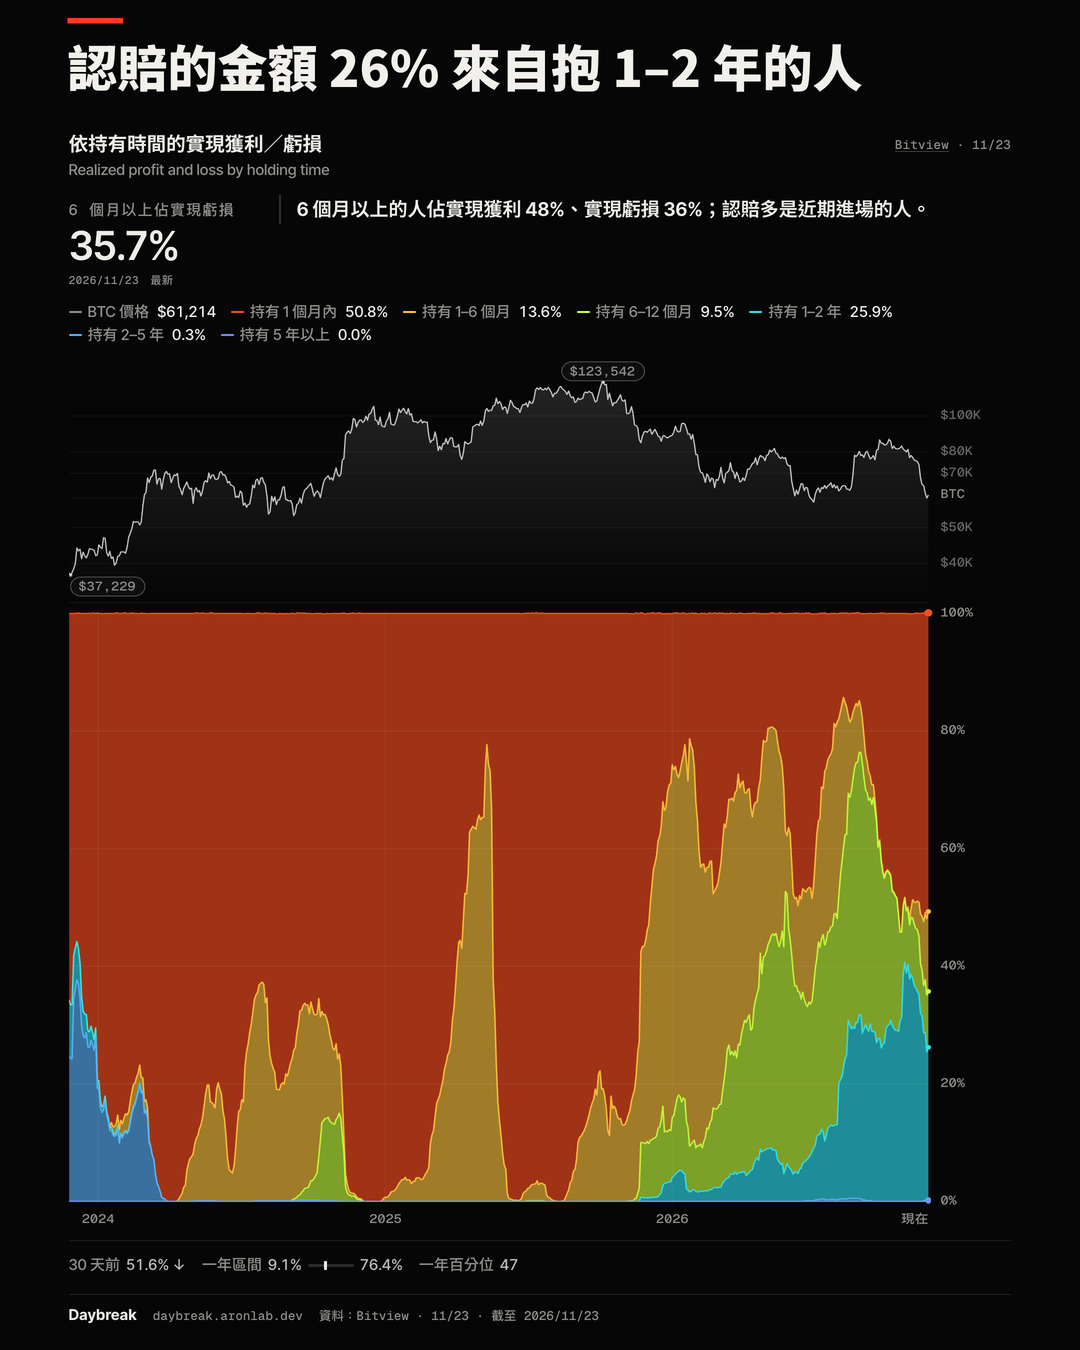 認賠的金額 26% 來自抱 1–2 年的人
依持有時間的實現獲利／虧損
Bitview · 11/23
Realized profit and loss by holding time
6 個月以上佔實現虧損
6 個月以上的人佔實現獲利 48%、實現虧損 36%；認賠多是近期進場的人。
35.7%
2026/11/23 最新
BTC 價格 $61,214 持有 1 個月內 50.8% 持有 1–6 個月 13.6% 持有 6–12 個月 9.5% 持有 1–2 年 25.9%
持有 2–5 年 0.3% 持有 5 年以上 0.0%
$123,542
$100K
$80K
$70K
BTC
$50K
$40K
$37,229
100%
80%
60%
40%
20%
0%
2024 2025 2026 現在
30 天前 51.6% ↓ 一年區間 9.1% 76.4% 一年百分位 47
Daybreak daybreak.aronlab.dev 資料：Bitview · 11/23 · 截至 2026/11/23